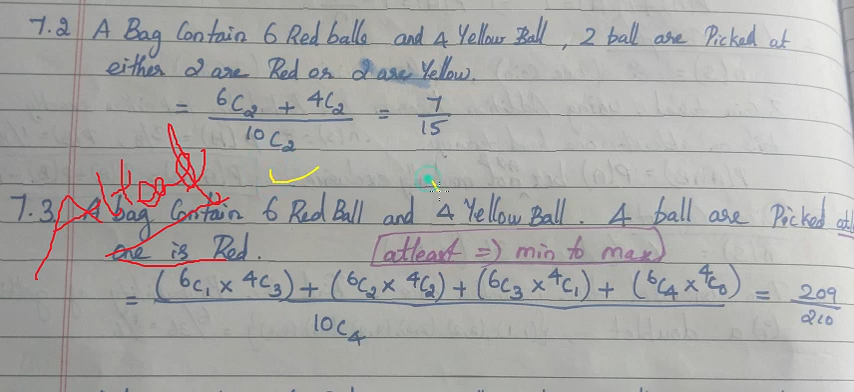 7.2 A Bag Contain 6 Red balls and 4 Yellow Ball, 2 ball are Picked at
either 2 are Red or 2 are Yellow.
= 6C₂ + 4C₂ / 10C₂ = 7/15
7.3 A bag Contain 6 Red Ball and 4 Yellow Ball. 4 ball are Picked atl
one is Red. [atleast => min to max]
= (⁶C₁ × ⁴C₃) + (⁶C₂ × ⁴C₂) + (⁶C₃ × ⁴C₁) + (⁶C₄ × ⁴C₀) / 10C₄ = 209/210